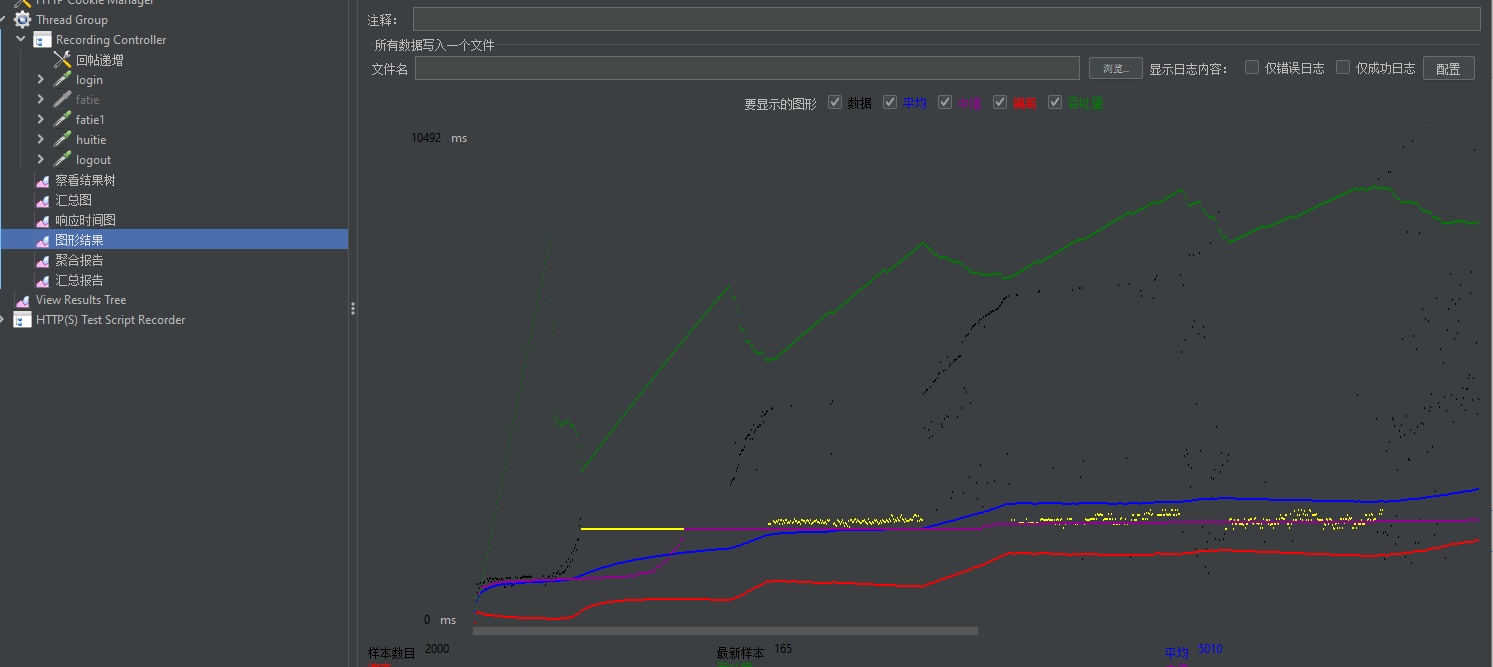 HTTP Cookie Manager
Thread Group
Recording Controller
回帖递增
login
fatie
fatie1
huitie
logout
察看结果树
汇总图
响应时间图
图形结果
聚合报告
汇总报告
View Results Tree
HTTP(S) Test Script Recorder
注释：
所有数据写入一个文件
文件名 浏览... 显示日志内容： 仅错误日志 仅成功日志 配置
要显示的图形 数据 平均 中值 偏离 吞吐量
10492 ms
0 ms
样本数目 2000 最新样本 165 平均 5010